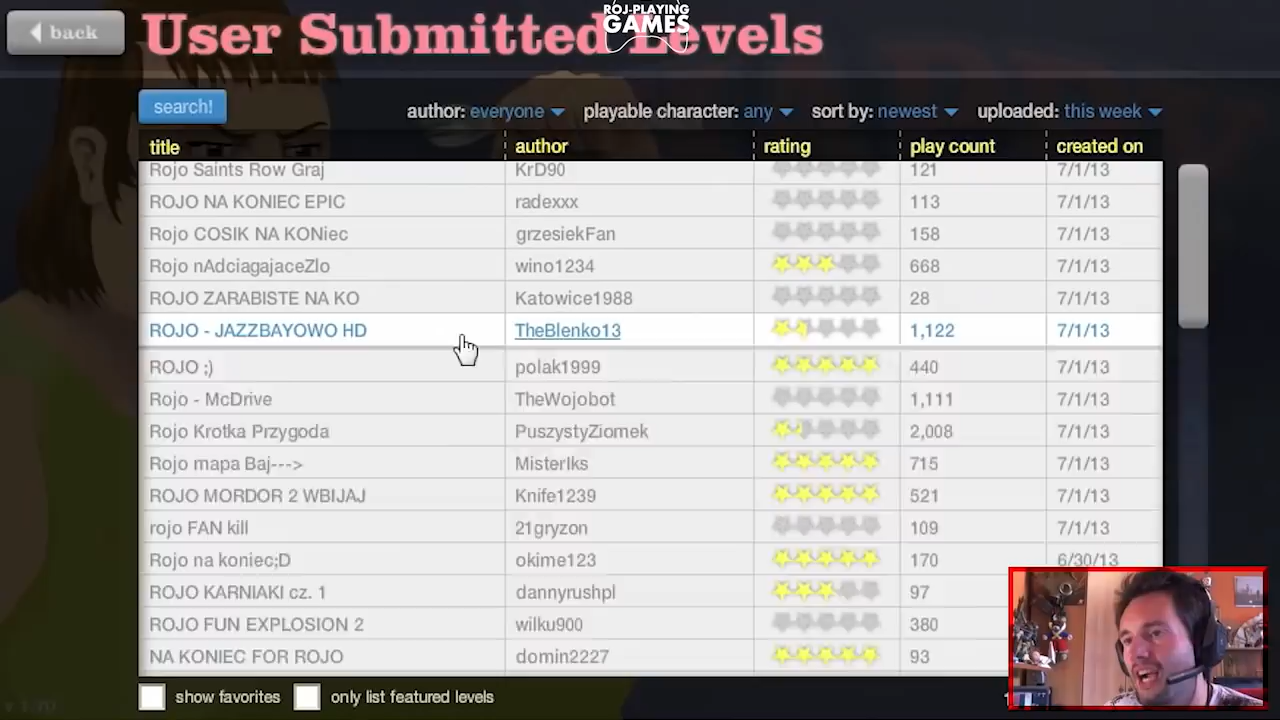 back
User Submitted Levels
ROJ-PLAYING
GAMES
search!
author: everyone playable character: any sort by: newest uploaded: this week
title author rating play count created on
Rojo Saints Row Graj KrD90 121 7/1/13
ROJO NA KONIEC EPIC radexxx 113 7/1/13
Rojo COSIK NA KONiec grzesiekFan 158 7/1/13
Rojo nAdciagajaceZlo wino1234 668 7/1/13
ROJO ZARABISTE NA KO Katowice1988 28 7/1/13
ROJO - JAZZBAYOWO HD TheBlenko13 1,122 7/1/13
ROJO ;) polak1999 440 7/1/13
Rojo - McDrive TheWojobot 1,111 7/1/13
Rojo Krotka Przygoda PuszystyZiomek 2,008 7/1/13
Rojo mapa Baj---> MisterIks 715 7/1/13
ROJO MORDOR 2 WBIJAJ Knife1239 521 7/1/13
rojo FAN kill 21gryzon 109 7/1/13
Rojo na koniec;D okime123 170 6/30/13
ROJO KARNIAKI cz. 1 dannyrushpl 97
ROJO FUN EXPLOSION 2 wilku900 380
NA KONIEC FOR ROJO domin2227 93
show favorites only list featured levels